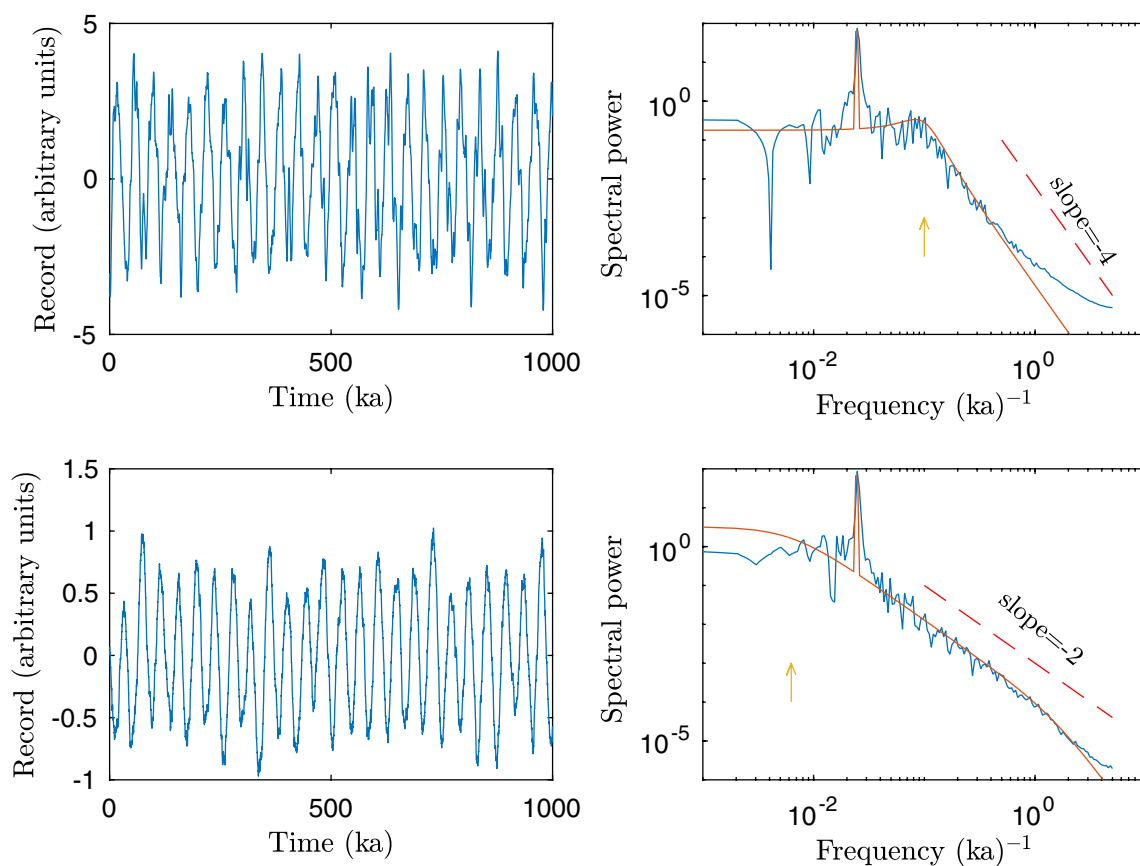 5
0
-5
0
500
1000
Record (arbitrary units)
Time (ka)
10^0
10^-5
10^-2
10^0
Spectral power
Frequency (ka)^-1
slope=-4
1.5
1
0.5
0
-0.5
-1
0
500
1000
Record (arbitrary units)
Time (ka)
10^0
10^-5
10^-2
10^0
Spectral power
Frequency (ka)^-1
slope=-2